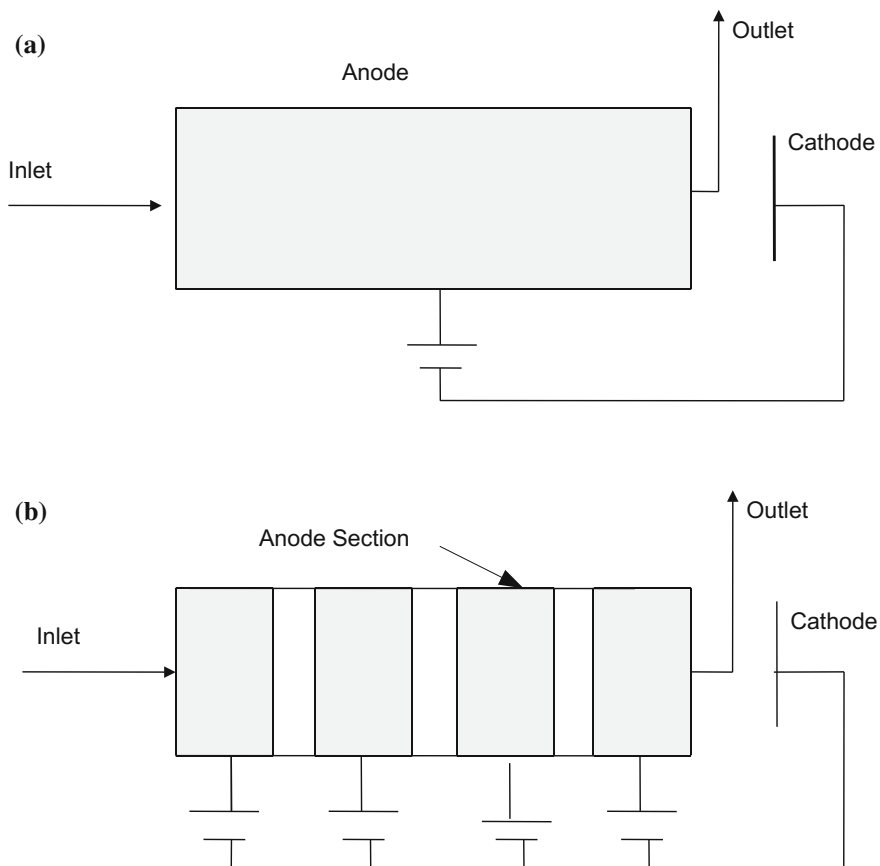 (a)
Outlet
Anode
Cathode
Inlet
(b)
Outlet
Anode Section
Cathode
Inlet